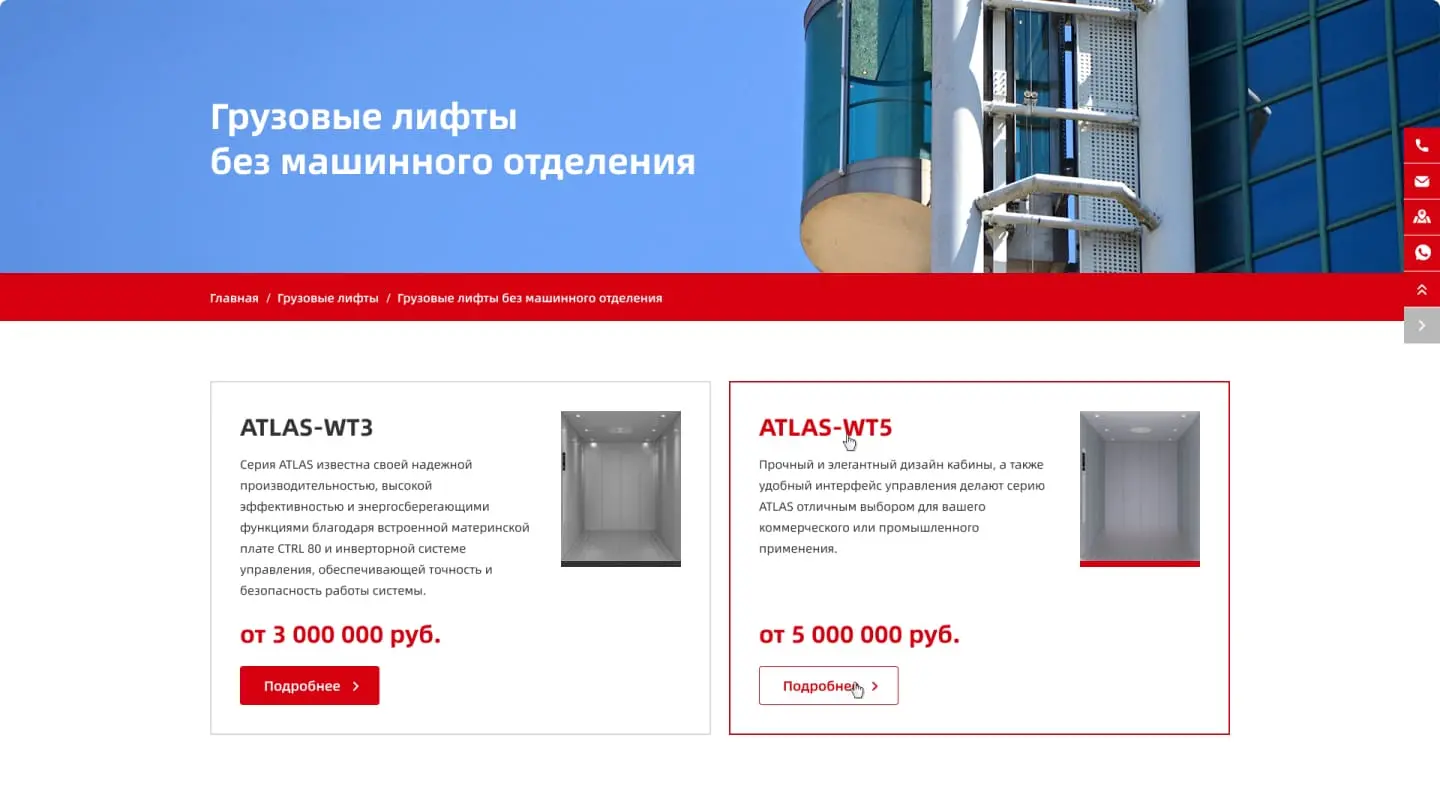 Грузовые лифты
без машинного отделения
Главная / Грузовые лифты / Грузовые лифты без машинного отделения
ATLAS-WT3
Серия ATLAS известна своей надежной
производительностью, высокой
эффективностью и энергосберегающими
функциями благодаря встроенной материнской
плате CTRL 80 и инверторной системе
управления, обеспечивающей точность и
безопасность работы системы.
от 3 000 000 руб.
Подробнее
ATLAS-WT5
Прочный и элегантный дизайн кабины, а также
удобный интерфейс управления делают серию
ATLAS отличным выбором для вашего
коммерческого или промышленного
применения.
от 5 000 000 руб.
Подробнее